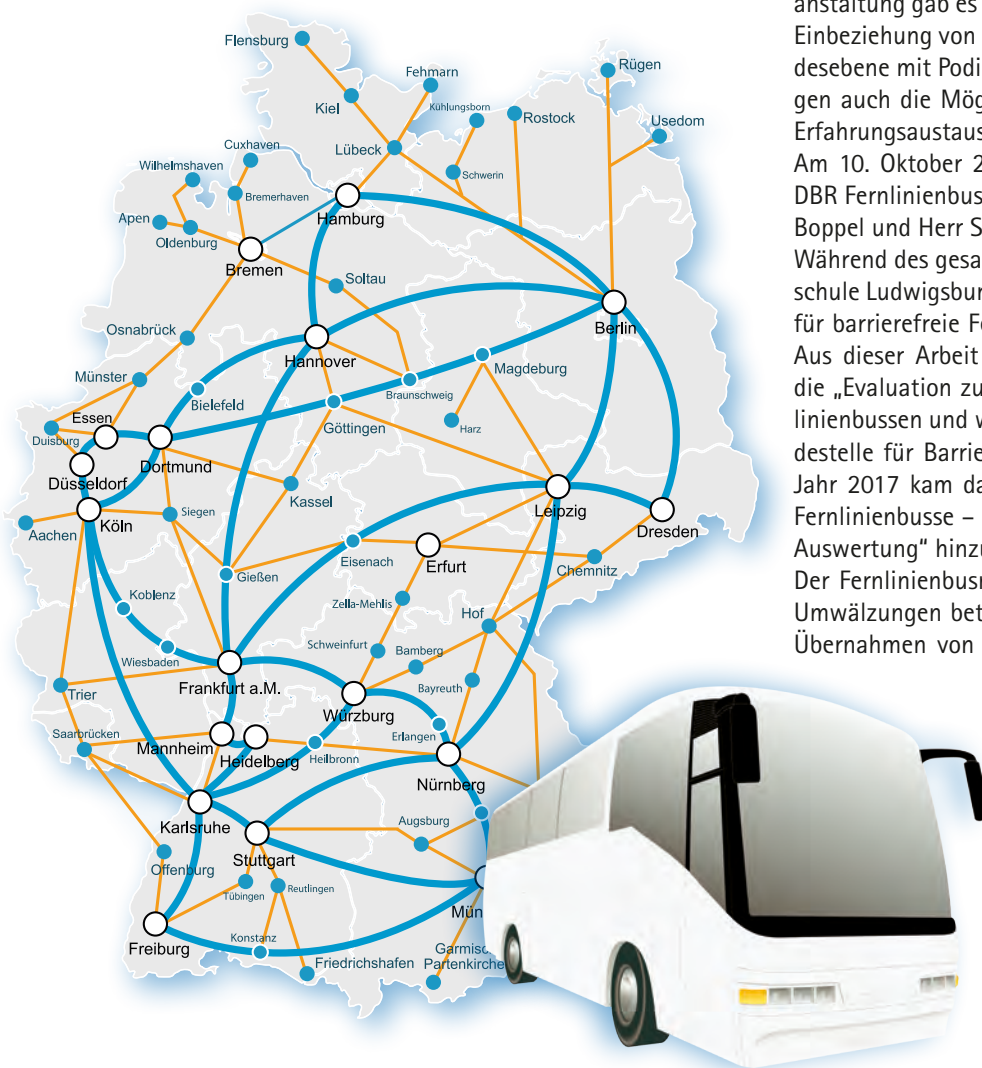 Flensburg
Fehmarn
Rügen
Kiel
Kühlungsborn
Rostock
Usedom
Cuxhaven
Lübeck
Wilhelmshaven
Schwerin
Bremerhaven
Hamburg
Apen
Oldenburg
Bremen
Soltau
Berlin
Osnabrück
Hannover
Magdeburg
Münster
Bielefeld
Braunschweig
Essen
Duisburg
Göttingen
Harz
Dortmund
Düsseldorf
Kassel
Leipzig
Köln
Siegen
Dresden
Aachen
Eisenach
Erfurt
Chemnitz
Gießen
Koblenz
Zella-Mehlis
Hof
Schweinfurt
Bamberg
Wiesbaden
Frankfurt a.M.
Bayreuth
Trier
Würzburg
Saarbrücken
Erlangen
Mannheim
Heidelberg
Heilbronn
Nürnberg
Karlsruhe
Augsburg
Stuttgart
Offenburg
Tübingen
Reutlingen
Mün
Freiburg
Konstanz
Garmisc
Friedrichshafen
Partenkirche
anstaltung gab es
Einbeziehung von
desebene mit Podi
gen auch die Mög
Erfahrungsaustaus
Am 10. Oktober 2
DBR Fernlinienbus
Boppel und Herr S
Während des gesa
schule Ludwigsbur
für barrierefreie Fe
Aus dieser Arbeit
die „Evaluation zu
linienbussen und w
destelle für Barrie
Jahr 2017 kam da
Fernlinienbusse –
Auswertung" hinzu
Der Fernlinienbusm
Umwälzungen bet
Übernahmen von